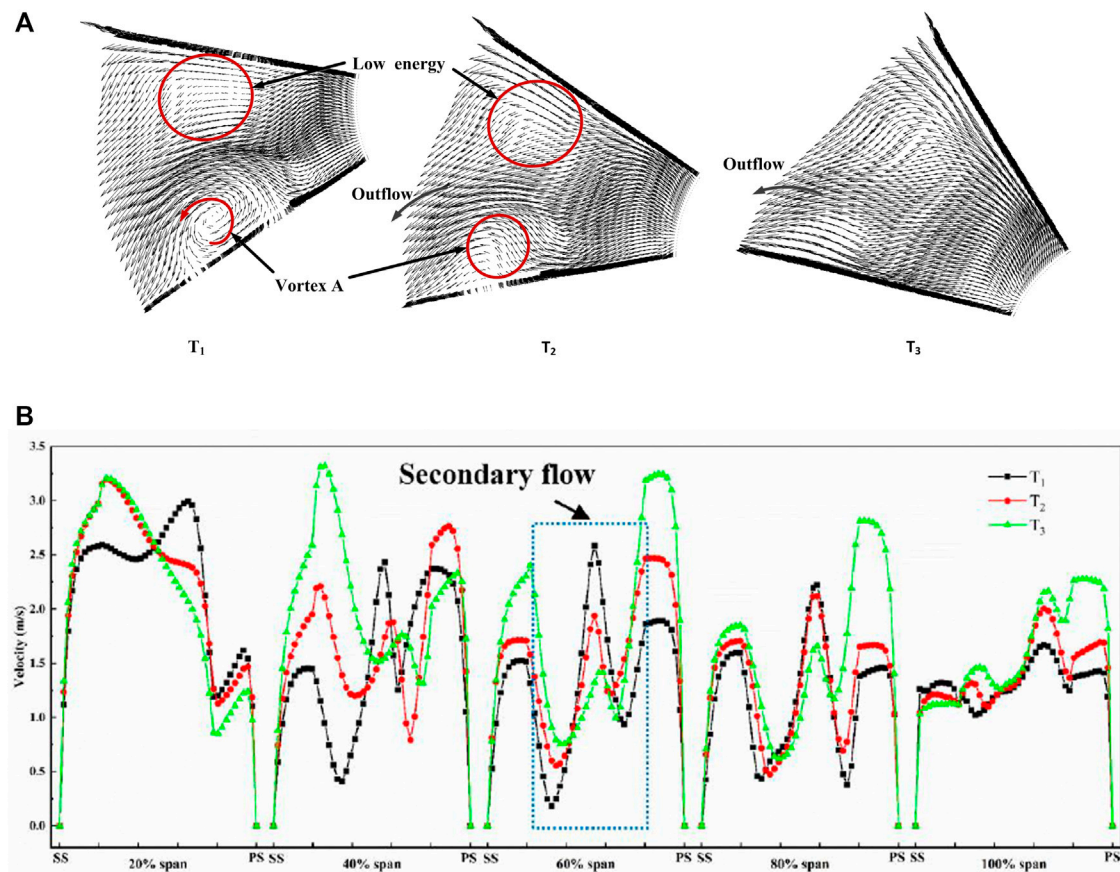 A
Low energy
Outflow
Outflow
Vortex A
T1
T2
T3
B
Secondary flow
T1
T2
T3
Velocity (m/s)
3.5
3.0
2.5
2.0
1.5
1.0
0.5
0.0
SS 20% span PS SS 40% span PS SS 60% span PS SS 80% span PS SS 100% span PS